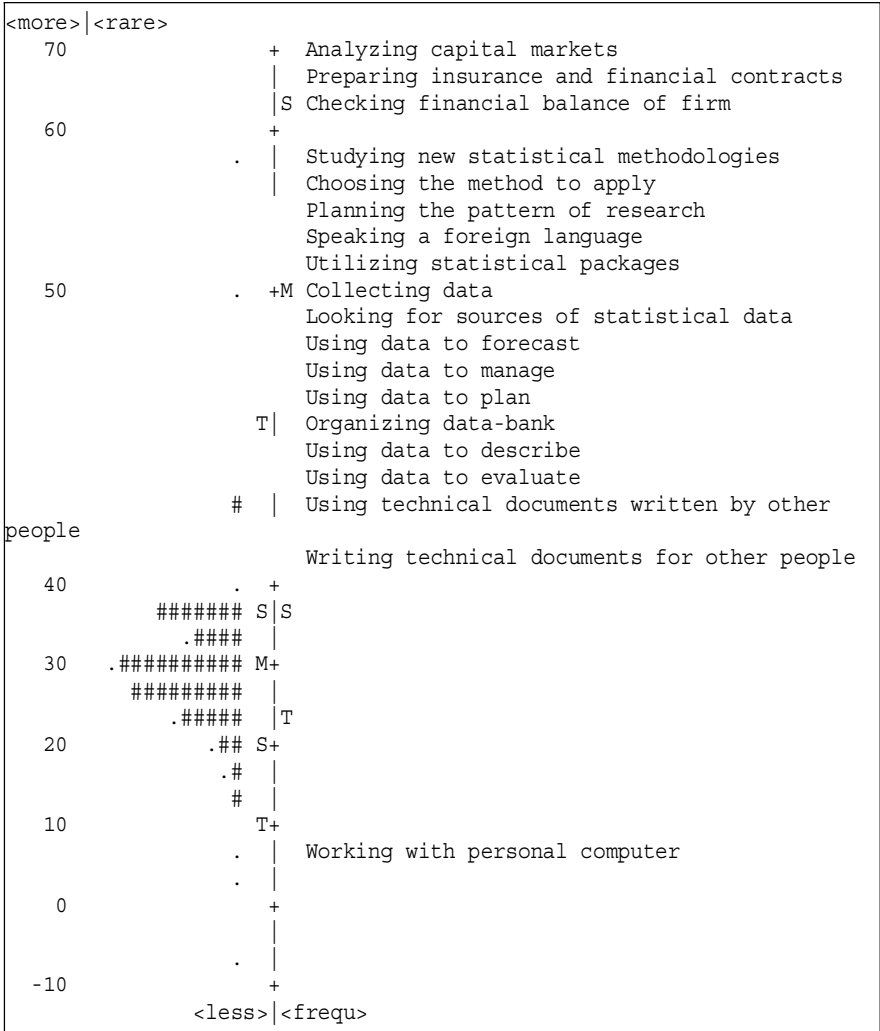 <more>|<rare>
70 + Analyzing capital markets
| Preparing insurance and financial contracts
|S Checking financial balance of firm
60 +
. | Studying new statistical methodologies
| Choosing the method to apply
Planning the pattern of research
Speaking a foreign language
Utilizing statistical packages
50 . +M Collecting data
Looking for sources of statistical data
Using data to forecast
Using data to manage
Using data to plan
T| Organizing data-bank
Using data to describe
Using data to evaluate
# | Using technical documents written by other
people
Writing technical documents for other people
40 . +
####### S|S
.#### |
30 .########## M+
######### |
.##### |T
20 .## S+
.# |
# |
10 T+
. | Working with personal computer
. |
0 +
|
. |
-10 +
<less>|<frequ>